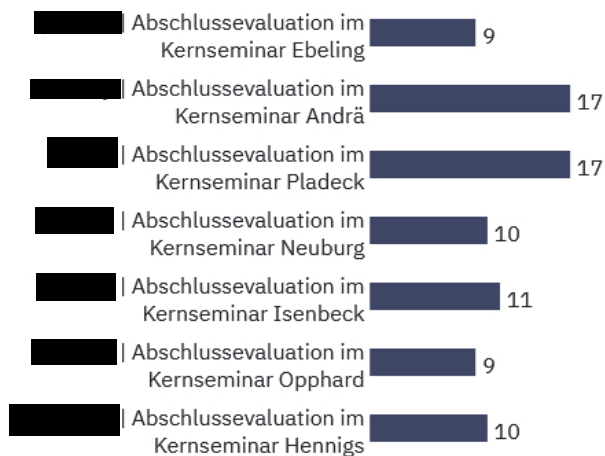 | Abschlussevaluation im
Kernseminar Ebeling
9
| Abschlussevaluation im
Kernseminar Andrä
17
| Abschlussevaluation im
Kernseminar Pladeck
17
| Abschlussevaluation im
Kernseminar Neuburg
10
| Abschlussevaluation im
Kernseminar Isenbeck
11
| Abschlussevaluation im
Kernseminar Opphard
9
| Abschlussevaluation im
Kernseminar Hennigs
10